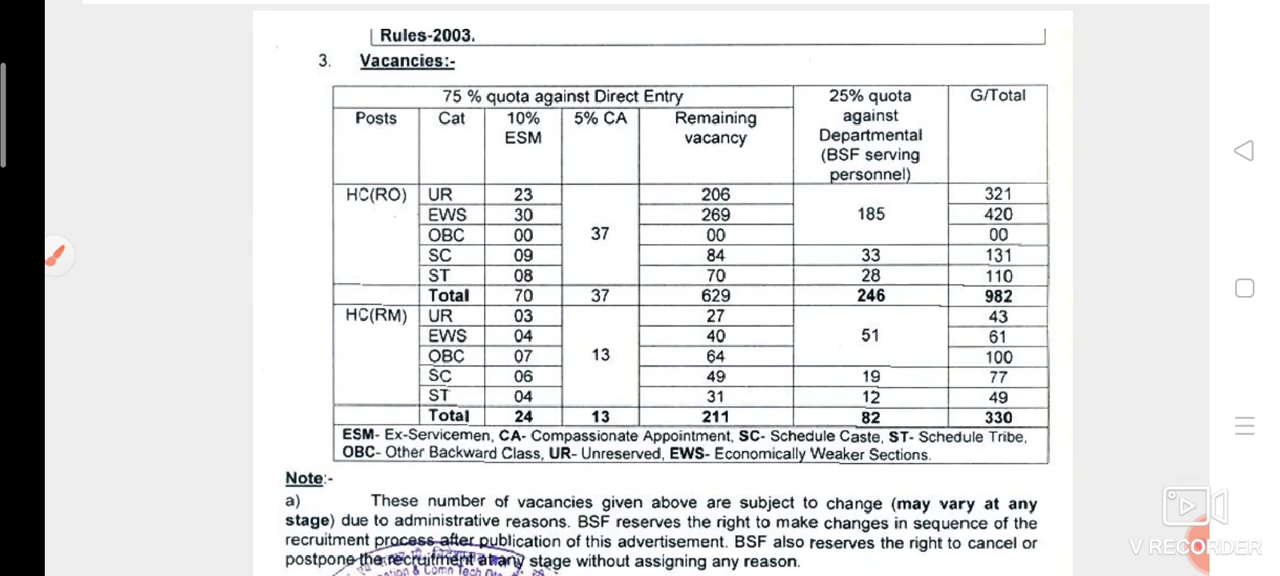 Rules-2003.
3. Vacancies:-
75 % quota against Direct Entry 25% quota against Departmental (BSF serving personnel) G/Total
Posts Cat 10% ESM 5% CA Remaining vacancy
HC(RO) UR 23 206 321
EWS 30 269 185 420
OBC 00 37 00 00
SC 09 84 33 131
ST 08 70 28 110
Total 70 37 629 246 982
HC(RM) UR 03 27 43
EWS 04 40 51 61
OBC 07 13 64 100
SC 06 49 19 77
ST 04 31 12 49
Total 24 13 211 82 330
ESM- Ex-Servicemen, CA- Compassionate Appointment, SC- Schedule Caste, ST- Schedule Tribe,
OBC- Other Backward Class, UR- Unreserved, EWS- Economically Weaker Sections.
Note:-
a) These number of vacancies given above are subject to change (may vary at any
stage) due to administrative reasons. BSF reserves the right to make changes in sequence of the
recruitment process after publication of this advertisement. BSF also reserves the right to cancel or
postpone the recruitment at any stage without assigning any reason.
& Comn Tech
V RECORDER